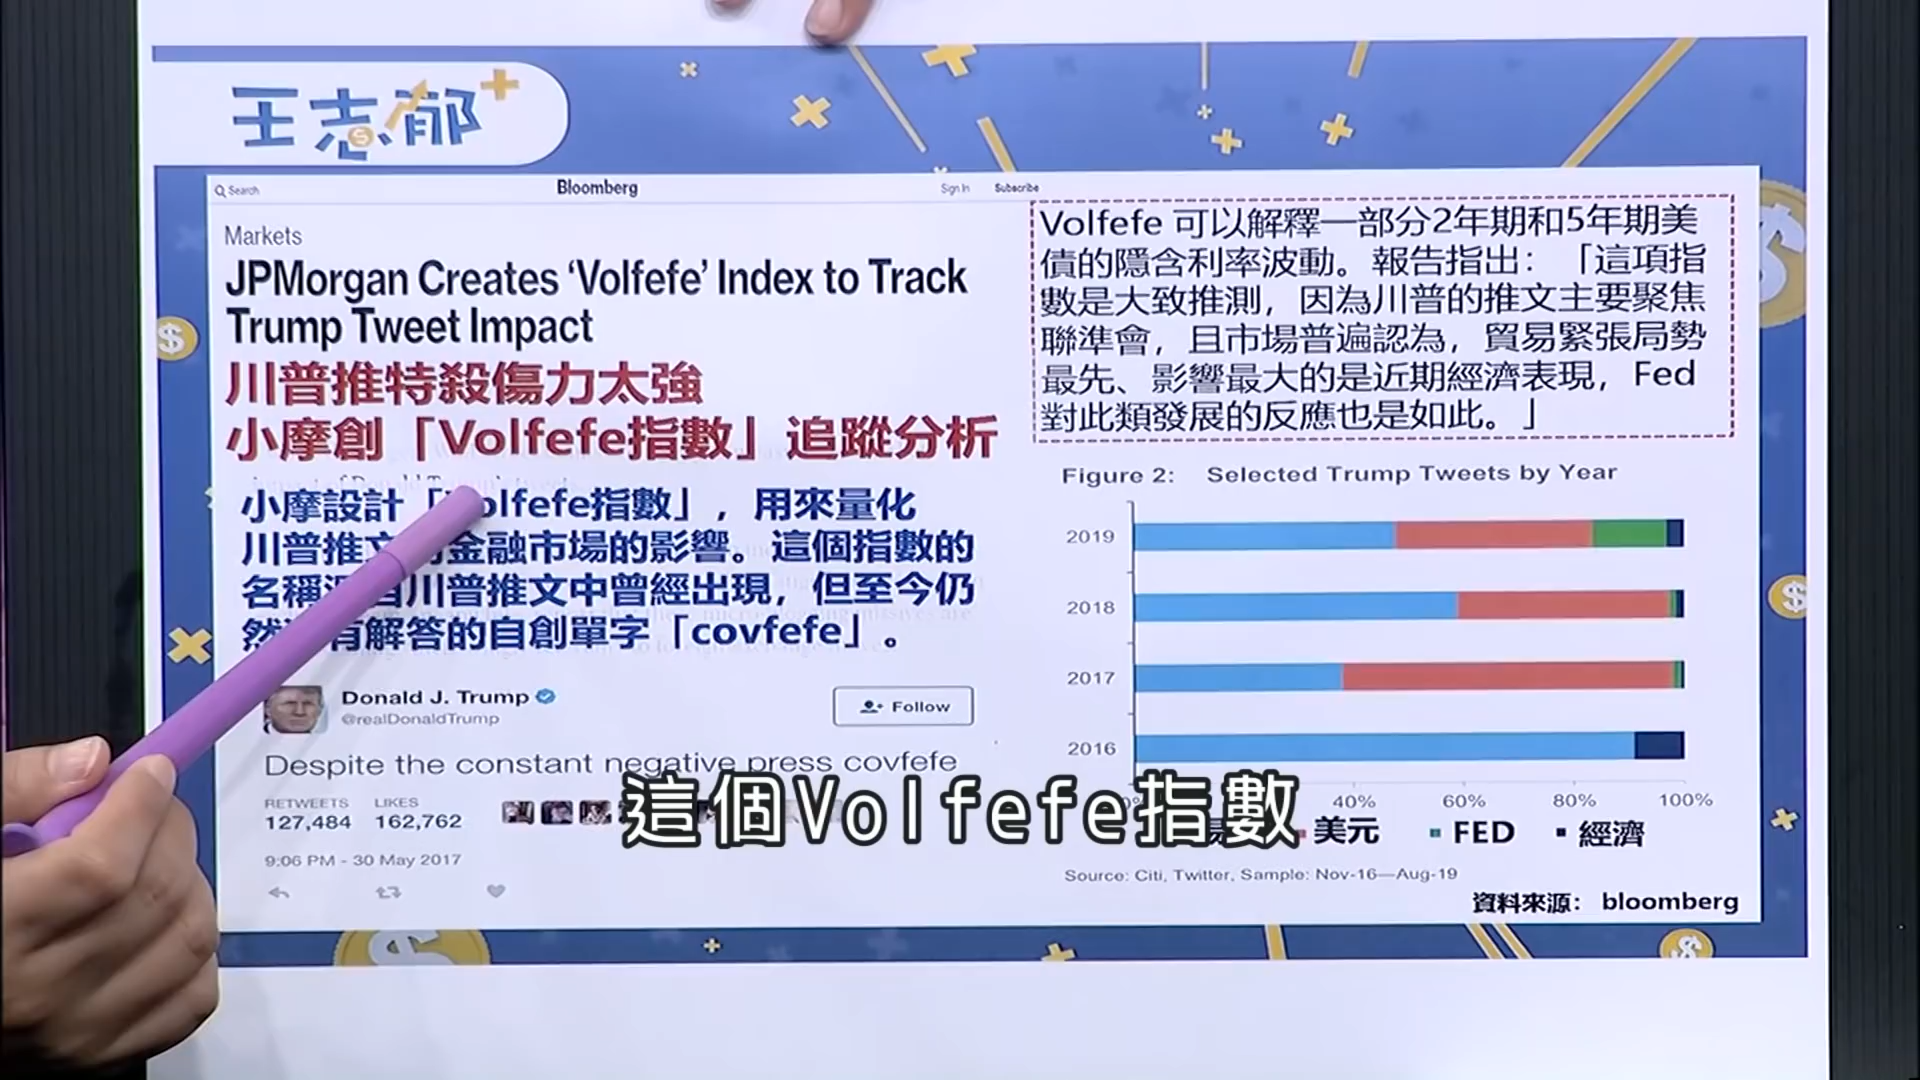 王志郁
Search
Bloomberg
Sign In
Subscribe
Markets
JPMorgan Creates ‘Volfefe’ Index to Track
Trump Tweet Impact
川普推特殺傷力太強
小摩創「Volfefe指數」追蹤分析
小摩設計「Volfefe指數」，用來量化
川普推文 金融市場的影響。這個指數的
名稱 自川普推文中曾經出現，但至今仍
然 有解答的自創單字「covfefe」。
Donald J. Trump
@realDonaldTrump
Follow
Despite the constant negative press covfefe
RETWEETS LIKES
127,484 162,762
9:06 PM - 30 May 2017
Volfefe 可以解釋一部分2年期和5年期美
債的隱含利率波動。報告指出：「這項指
數是大致推測，因為川普的推文主要聚焦
聯準會，且市場普遍認為，貿易緊張局勢
最先、影響最大的是近期經濟表現，Fed
對此類發展的反應也是如此。」
Figure 2: Selected Trump Tweets by Year
2019
2018
2017
2016
40% 60% 80% 100%
易 美元 FED 經濟
Source: Citi, Twitter, Sample: Nov-16—Aug-19
資料來源： bloomberg
這個Volfefe指數